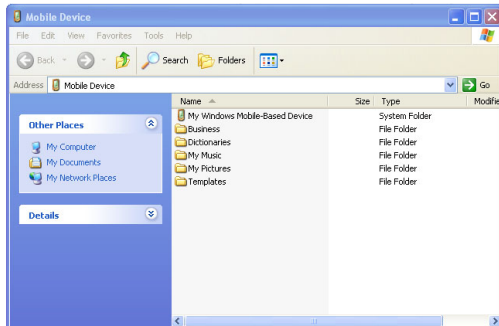 Mobile Device
File Edit View Favorites Tools Help
Back Search Folders
Address Mobile Device Go
Name Size Type Modifie
My Windows Mobile-Based Device System Folder
Business File Folder
Dictionaries File Folder
My Music File Folder
My Pictures File Folder
Templates File Folder
Other Places
My Computer
My Documents
My Network Places
Details